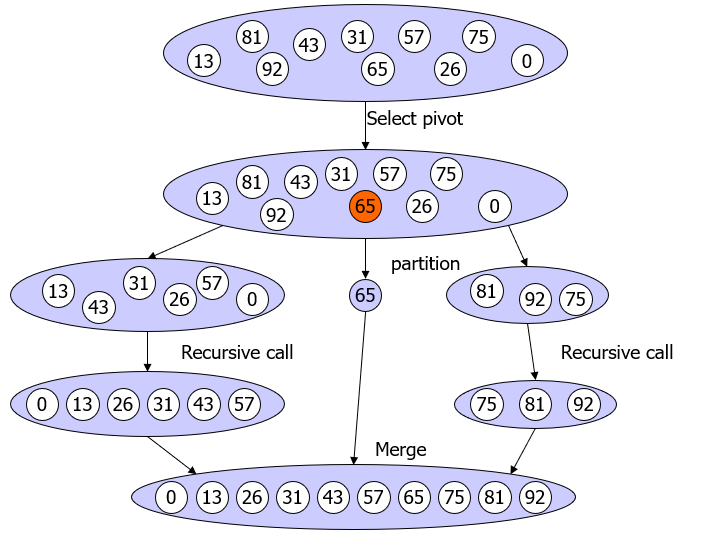 81 43 31 57 75
13 92 65 26 0
Select pivot
81 43 31 57 75
13 92 65 26 0
partition
13 43 31 26 57 0
65
81 92 75
Recursive call
Recursive call
0 13 26 31 43 57
75 81 92
Merge
0 13 26 31 43 57 65 75 81 92